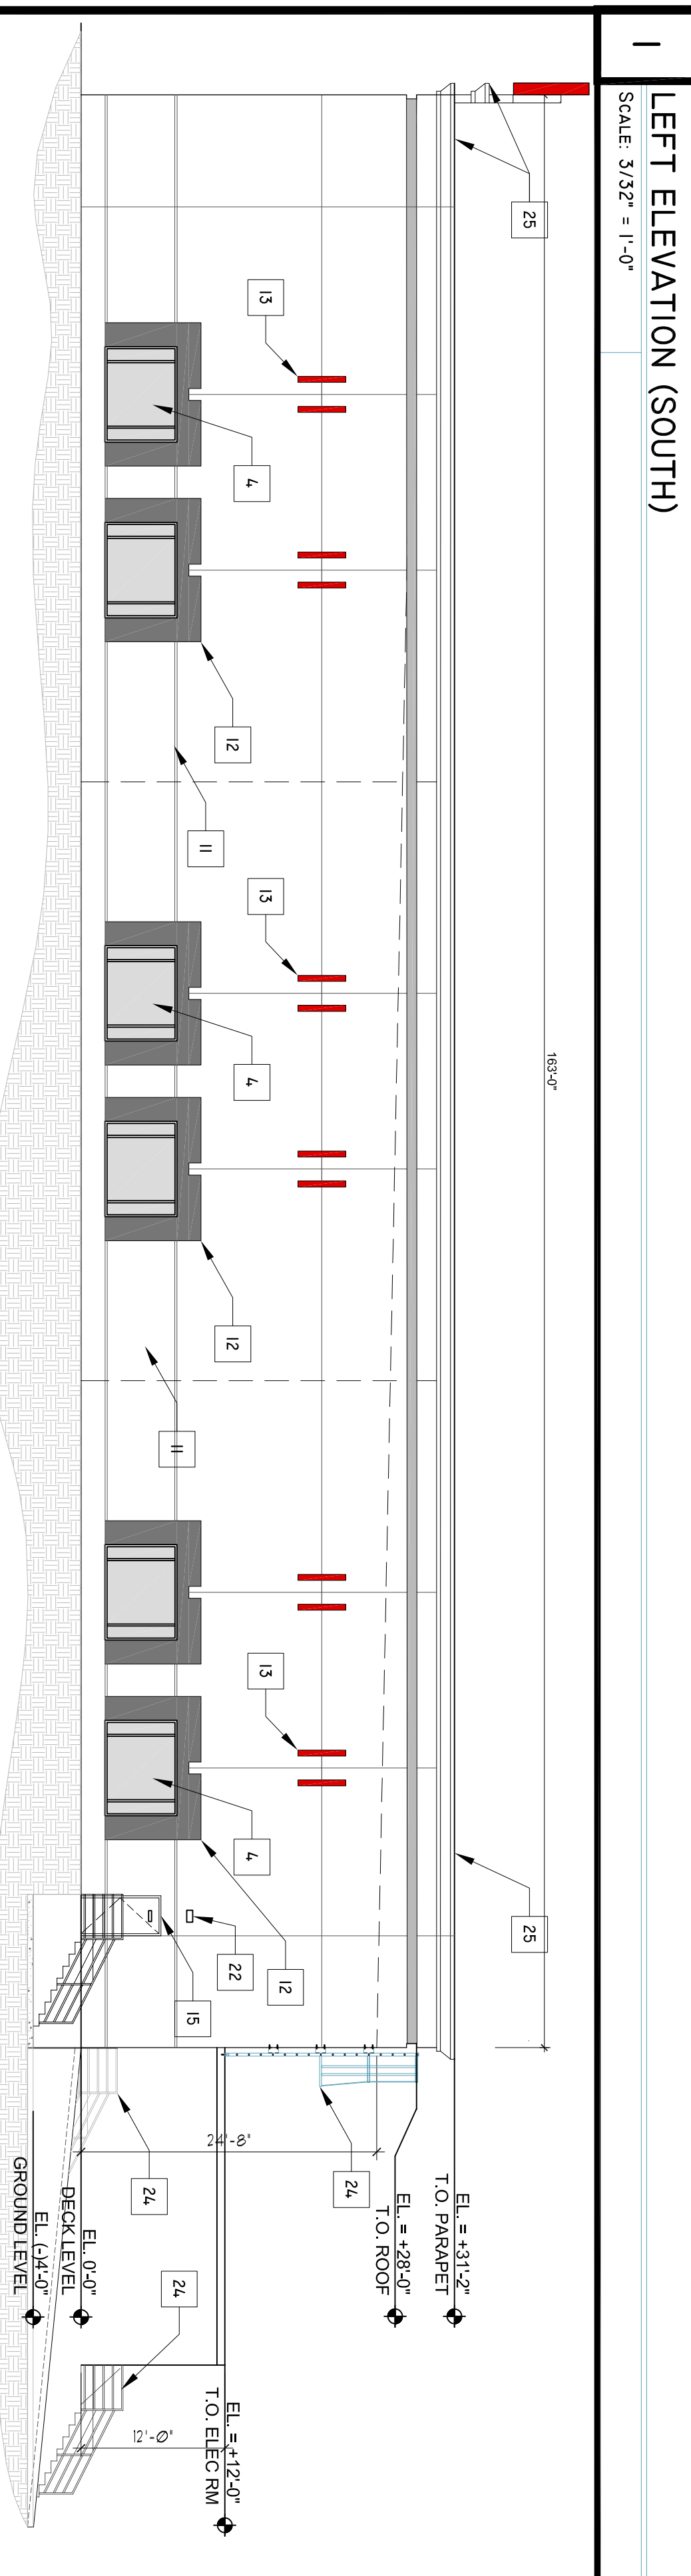 1
LEFT ELEVATION (SOUTH)
SCALE: 3/32" = 1'-0"
25
25
163'-0"
13
13
13
4
4
4
12
12
12
11
11
22
15
24
24
24
24'-8"
12'-0"
EL. = +31'-2"
T.O. PARAPET
EL. = +28'-0"
T.O. ROOF
EL. = +12'-0"
T.O. ELEC RM
EL. 0'-0"
DECK LEVEL
EL. (-)4'-0"
GROUND LEVEL